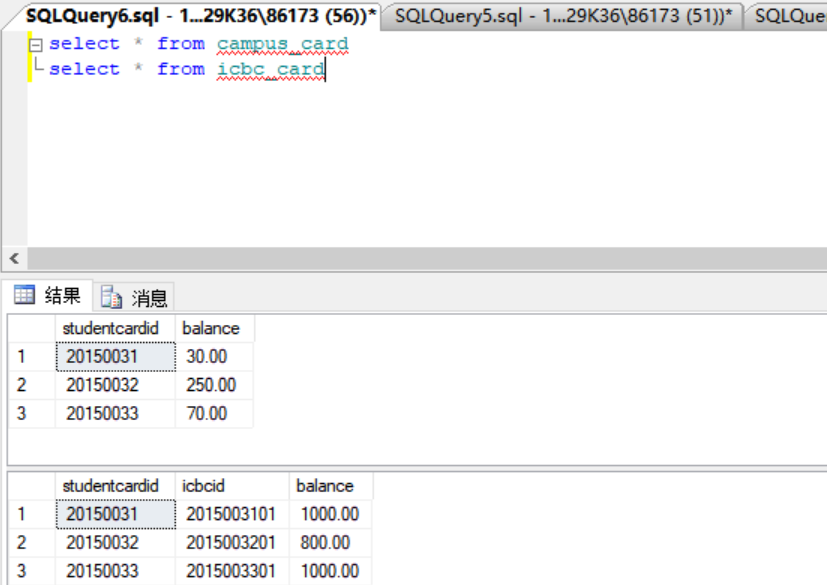 SQLQuery6.sql - 1...29K36\86173 (56))* SQLQuery5.sql - 1...29K36\86173 (51))* SQLQue
select * from campus_card
select * from icbc_card
结果 消息
studentcardid balance
1 20150031 30.00
2 20150032 250.00
3 20150033 70.00
studentcardid icbcid balance
1 20150031 2015003101 1000.00
2 20150032 2015003201 800.00
3 20150033 2015003301 1000.00